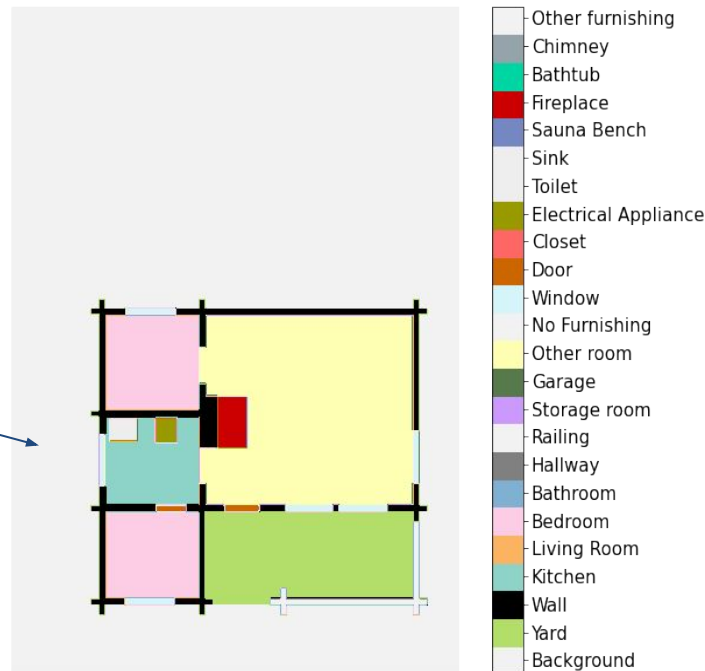 Other furnishing
Chimney
Bathtub
Fireplace
Sauna Bench
Sink
Toilet
Electrical Appliance
Closet
Door
Window
No Furnishing
Other room
Garage
Storage room
Railing
Hallway
Bathroom
Bedroom
Living Room
Kitchen
Wall
Yard
Background